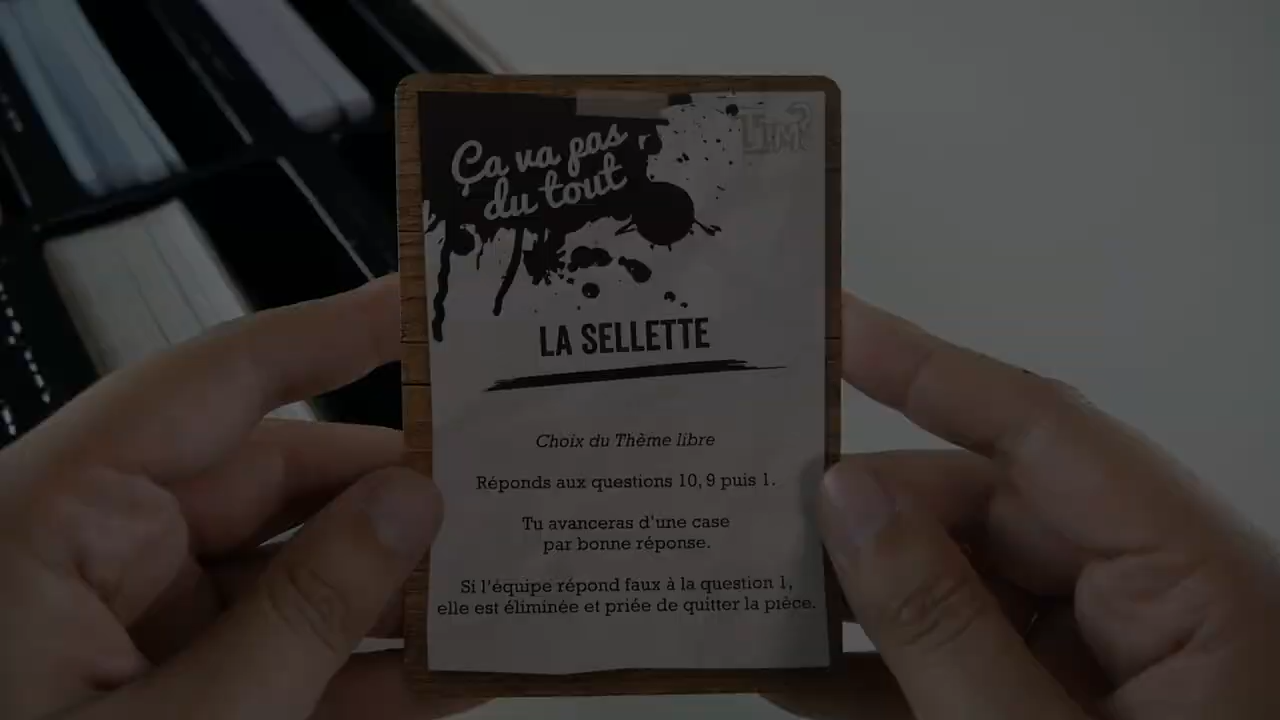 Ça va pas
du tout
LA SELLETTE
Choix du Thème libre
Réponds aux questions 10, 9 puis 1.
Tu avanceras d'une case
par bonne réponse.
Si l'équipe répond faux à la question 1,
elle est éliminée et priée de quitter la pièce.